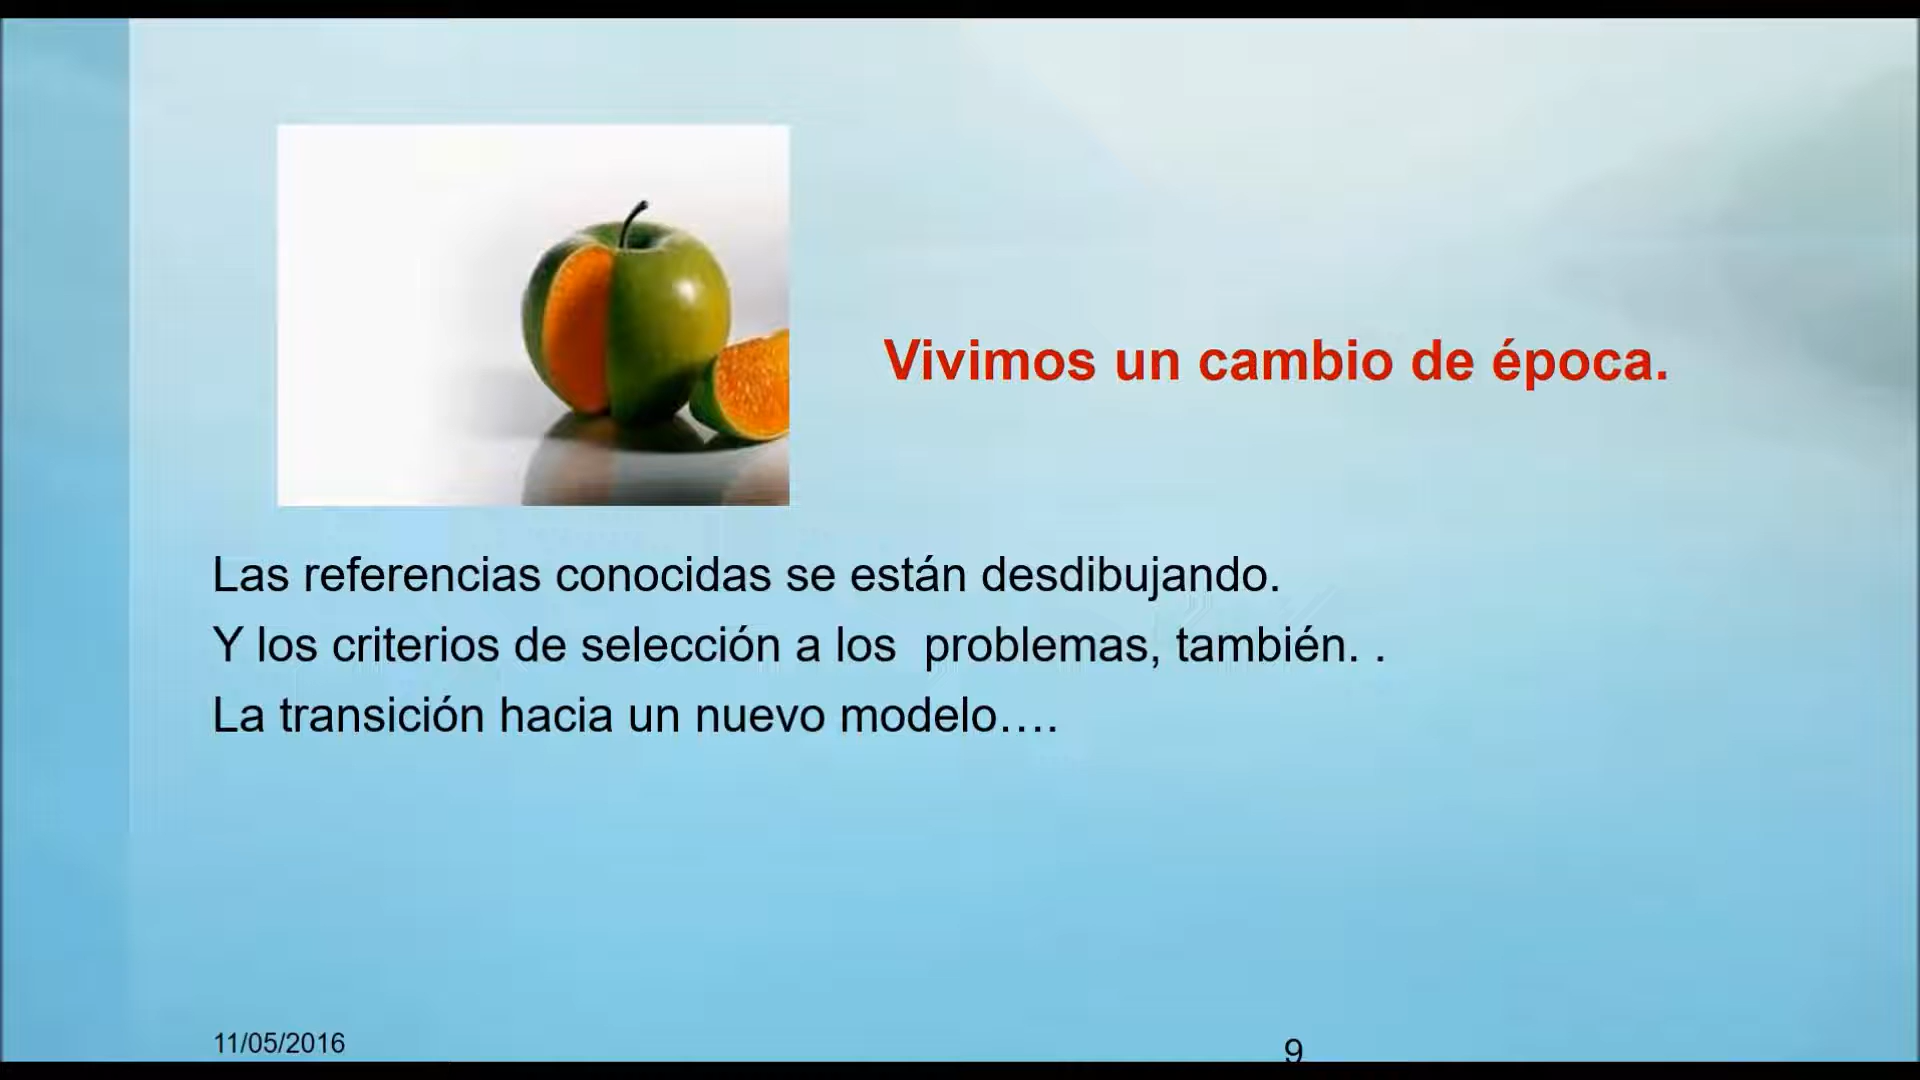 Vivimos un cambio de época.
Las referencias conocidas se están desdibujando.
Y los criterios de selección a los  problemas, también. .
La transición hacia un nuevo modelo….
11/05/2016
9